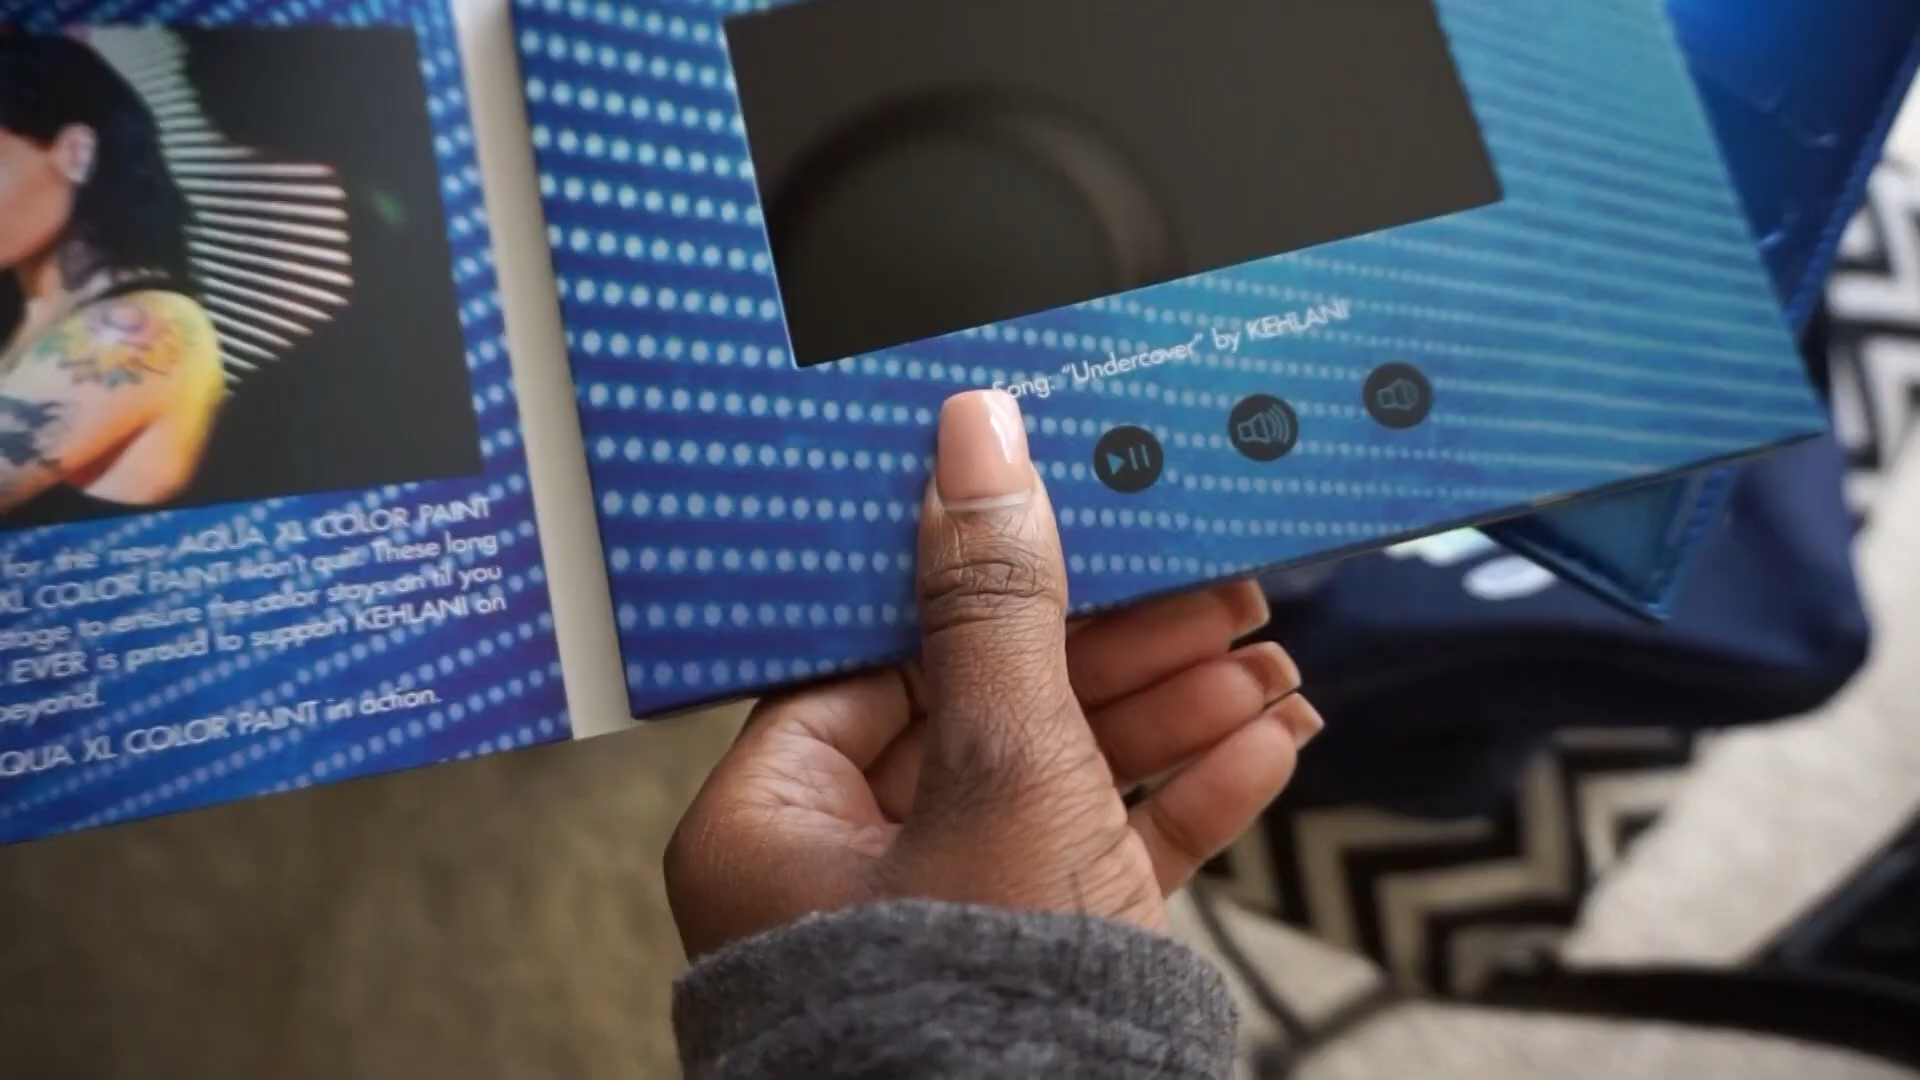 for the new AQUA XL COLOR PAINT
XL COLOR PAINT won't quit. These long
stage to ensure the color stays on til you
EVER is proud to support KEHLANI on
beyond.
AQUA XL COLOR PAINT in action.
Song: "Undercover" by KEHLANI